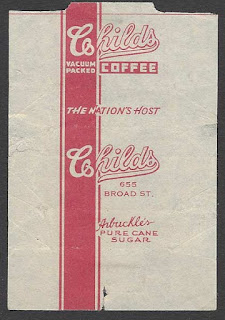 Childs
VACUUM PACKED COFFEE
THE NATION'S HOST
Childs
655
BROAD ST.
Arbuckle's
PURE CANE
SUGAR